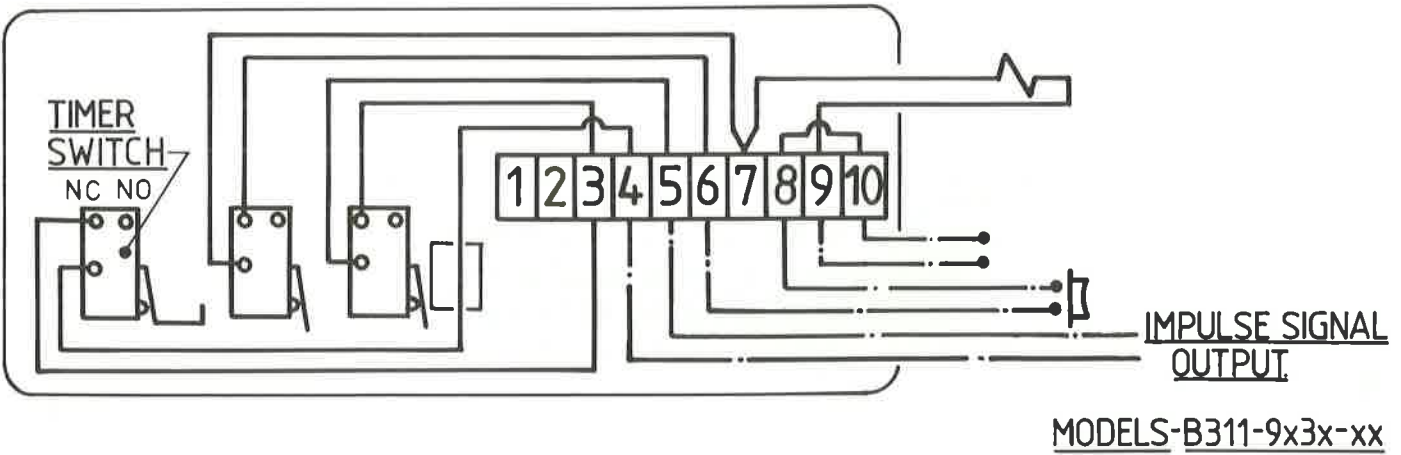 TIMER
SWITCH
NC NO
1 2 3 4 5 6 7 8 9 10
IMPULSE SIGNAL
OUTPUT.
MODELS-B311-9x3x-xx